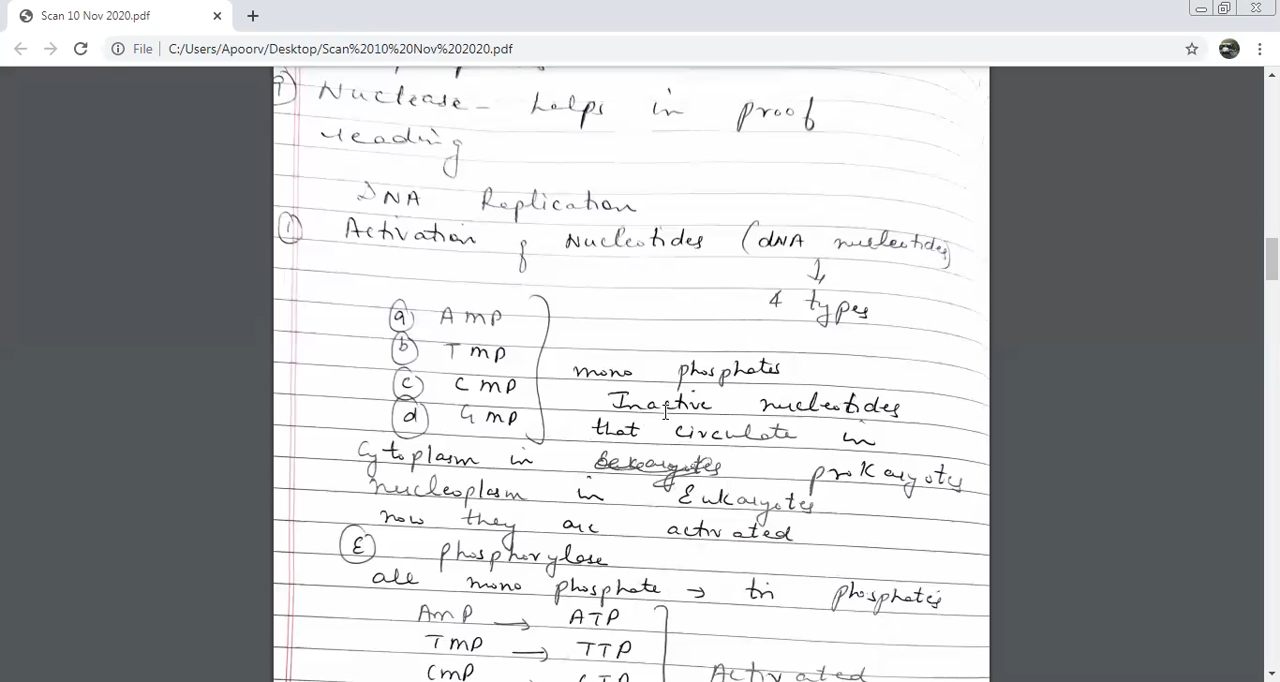 Scan 10 Nov 2020.pdf
File C:/Users/Apoorv/Desktop/Scan%2010%20Nov%202020.pdf
Nuclease - helps in proof
reading
DNA Replication
① Activation of Nucleotides (dNA nucleotides)
↓
4 types
ⓐ AMP
ⓑ TMP
ⓒ CMP
ⓓ GMP
mono phosphates
Inactive nucleotides
that circulate in
Cytoplasm in prokaryotes
nucleoplasm in Eukaryotes
now they are activated
Ⓔ phosphorylase
all mono phosphate → tri phosphates
AMP → ATP
TMP → TTP
CMP → CTP
Activated